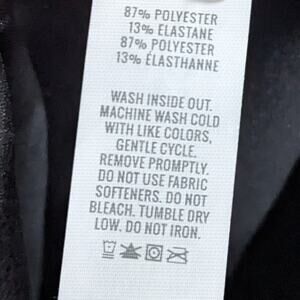 87% POLYESTER
13% ELASTANE
87% POLYESTER
13% ÉLASTHANNE
WASH INSIDE OUT.
MACHINE WASH COLD
WITH LIKE COLORS,
GENTLE CYCLE.
REMOVE PROMPTLY.
DO NOT USE FABRIC
SOFTENERS. DO NOT
BLEACH. TUMBLE DRY
LOW. DO NOT IRON.